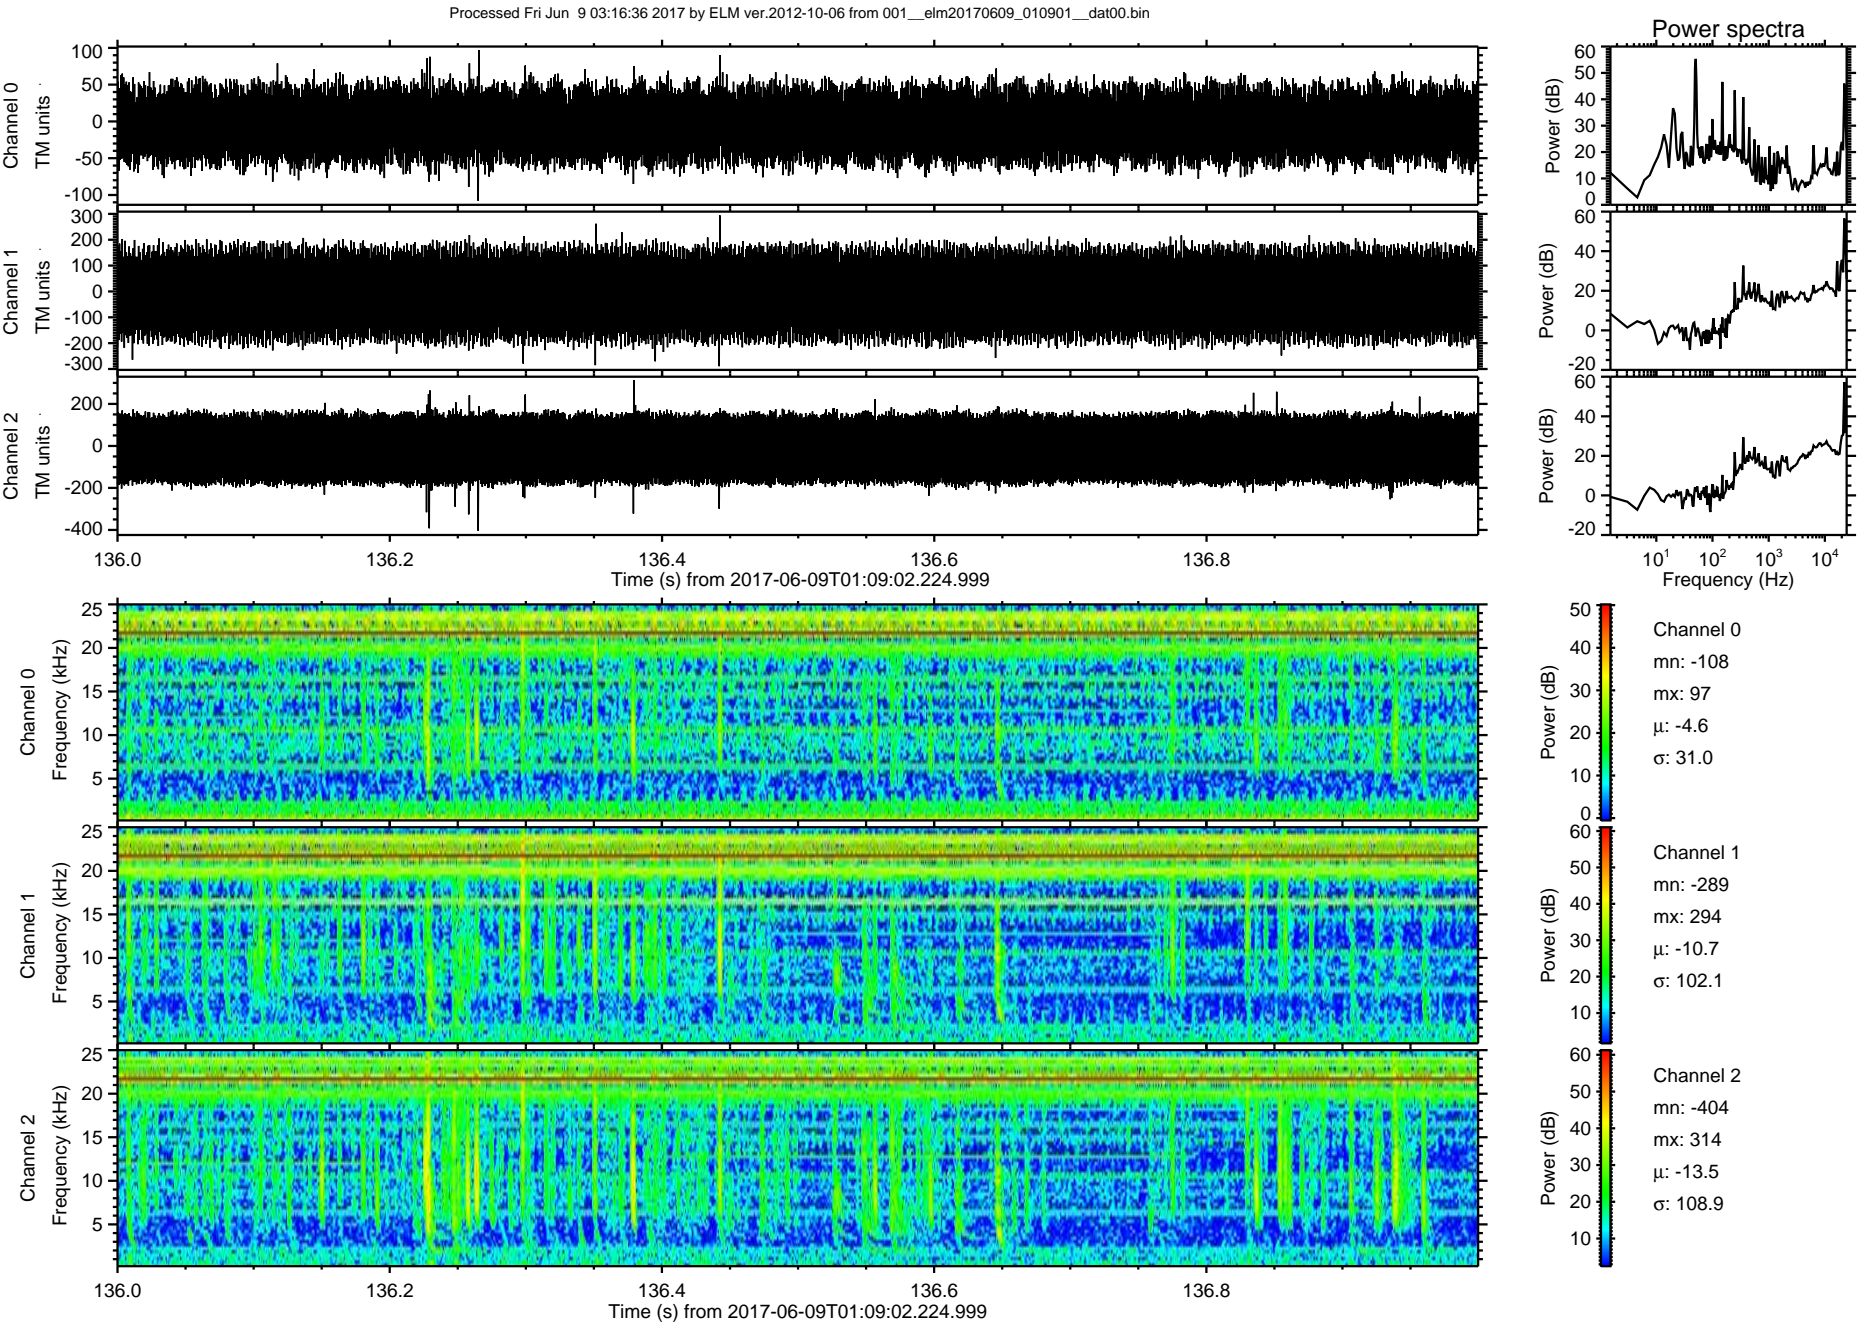 Processed Fri Jun  9 03:16:36 2017 by ELM ver.2012-10-06 from 001__elm20170609_010901__dat00.bin
Power spectra
Channel 0
TM units
100
50
0
-50
-100
Power (dB)
60
50
40
30
20
10
0
Channel 1
TM units
300
200
100
0
-100
-200
-300
Power (dB)
60
40
20
0
-20
Channel 2
TM units
200
0
-200
-400
Power (dB)
60
40
20
0
-20
136.0 136.2 136.4 136.6 136.8
Time (s) from 2017-06-09T01:09:02.224.999
10^1 10^2 10^3 10^4
Frequency (Hz)
Channel 0
Frequency (kHz)
25
20
15
10
5
Power (dB)
50
40
30
20
10
0
Channel 0
mn: -108
mx: 97
μ: -4.6
σ: 31.0
Channel 1
Frequency (kHz)
25
20
15
10
5
Power (dB)
60
50
40
30
20
10
Channel 1
mn: -289
mx: 294
μ: -10.7
σ: 102.1
Channel 2
Frequency (kHz)
25
20
15
10
5
Power (dB)
60
50
40
30
20
10
Channel 2
mn: -404
mx: 314
μ: -13.5
σ: 108.9
136.0 136.2 136.4 136.6 136.8
Time (s) from 2017-06-09T01:09:02.224.999